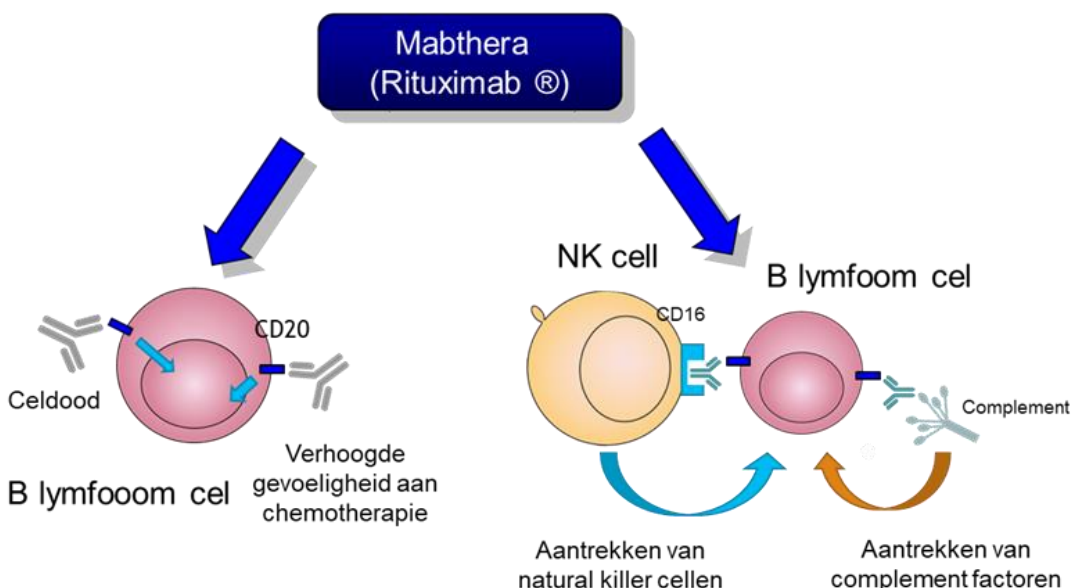 Mabthera
(Rituximab ®)
NK cell
B lymfoom cel
CD16
CD20
Celdood
Complement
B lymfooom cel
Verhoogde
gevoeligheid aan
chemotherapie
Aantrekken van
natural killer cellen
Aantrekken van
complement factoren